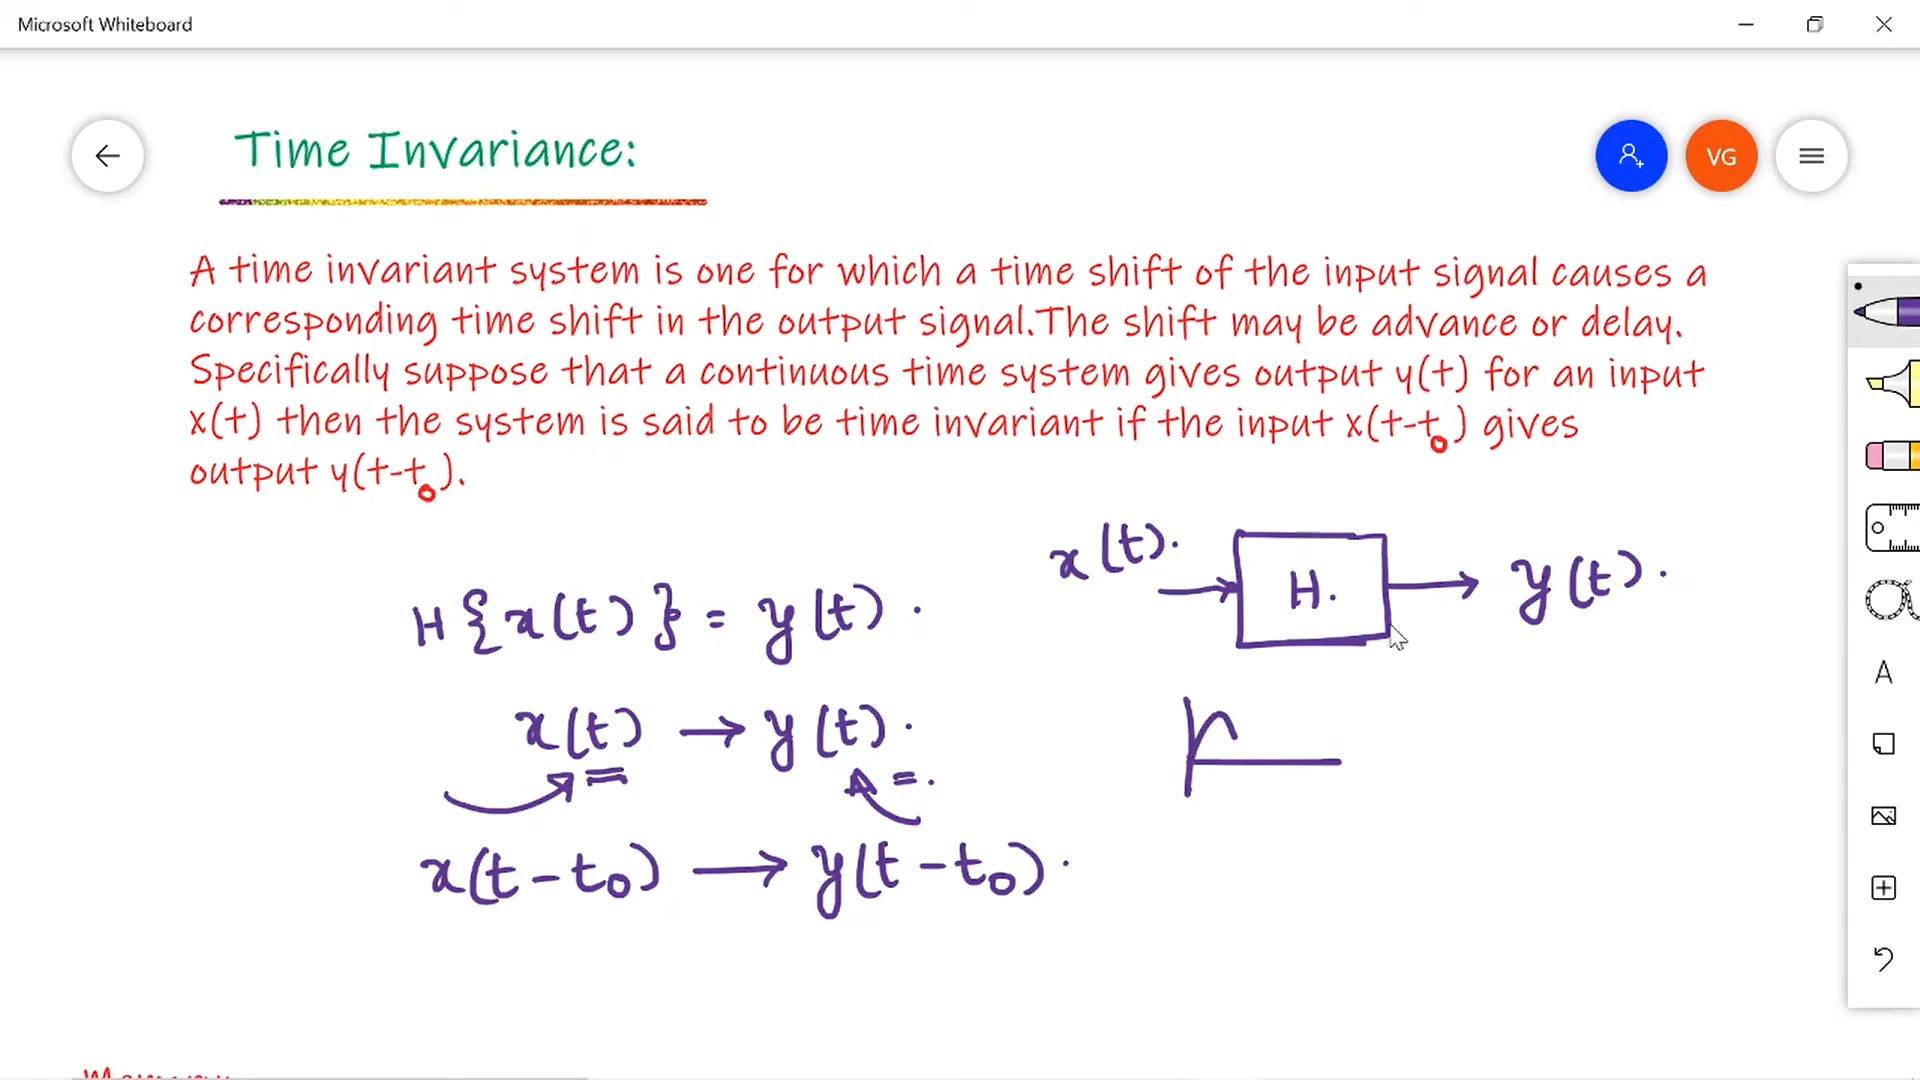 Microsoft Whiteboard
Time Invariance:
VG
A time invariant system is one for which a time shift of the input signal causes a
corresponding time shift in the output signal.The shift may be advance or delay.
Specifically suppose that a continuous time system gives output y(t) for an input
x(t) then the system is said to be time invariant if the input x(t-t₀) gives
output y(t-t₀).
x(t).
H.
y(t).
H{x(t)} = y(t).
x(t) → y(t).
=.
x(t-t₀) → y(t-t₀).
A